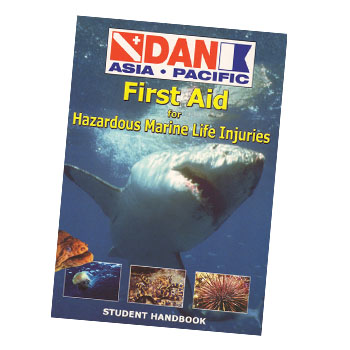 DAN
ASIA • PACIFIC
First Aid
for
Hazardous Marine Life Injuries
STUDENT HANDBOOK